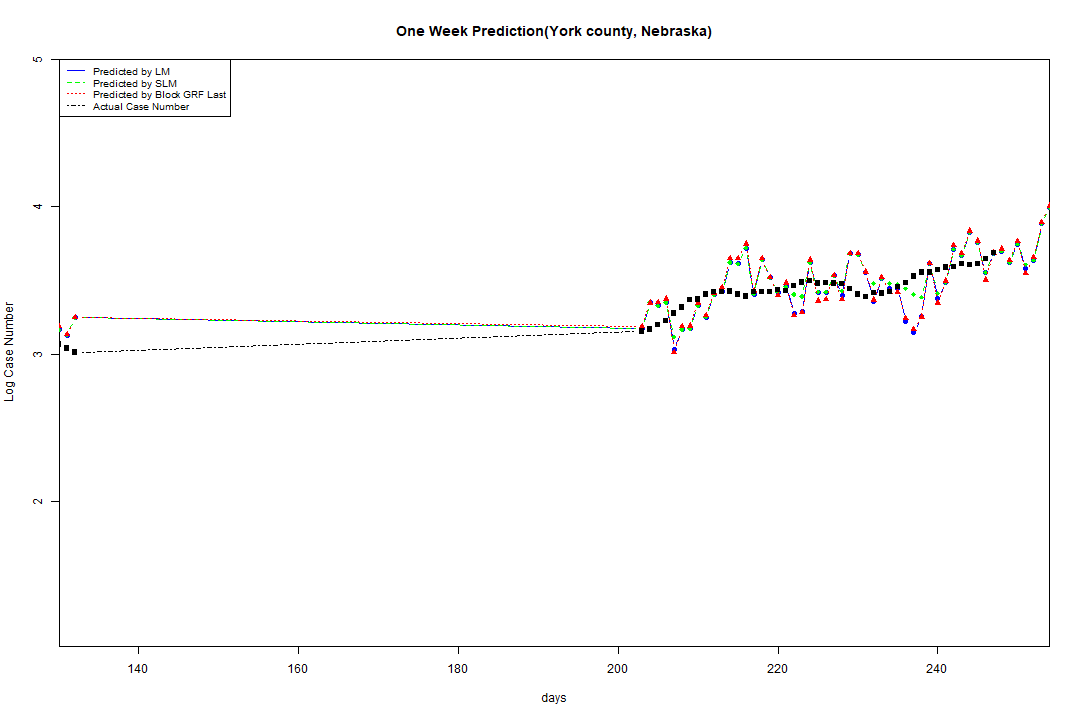 One Week Prediction(York county, Nebraska)
Predicted by LM
Predicted by SLM
Predicted by Block GRF Last
Actual Case Number
5
4
3
2
Log Case Number
140 160 180 200 220 240
days